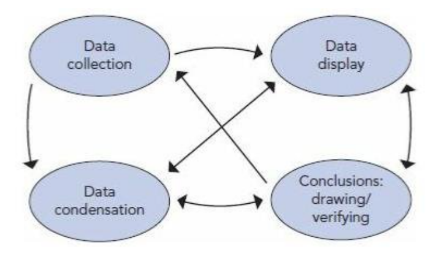 Data
collection
Data
display
Data
condensation
Conclusions:
drawing/
verifying